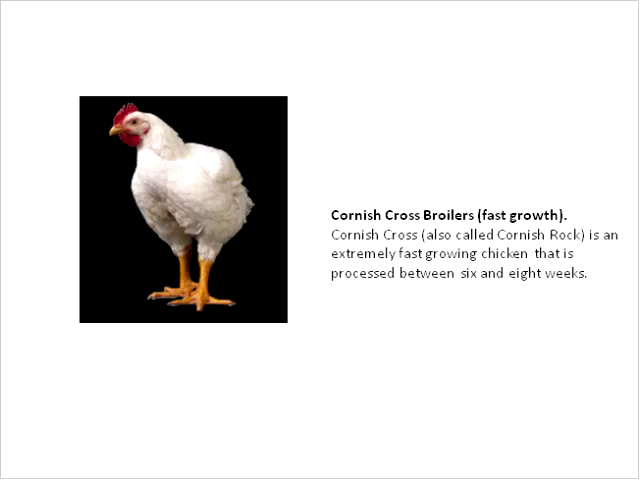 Cornish Cross Broilers (fast growth).
Cornish Cross (also called Cornish Rock) is an
extremely fast growing chicken that is
processed between six and eight weeks.